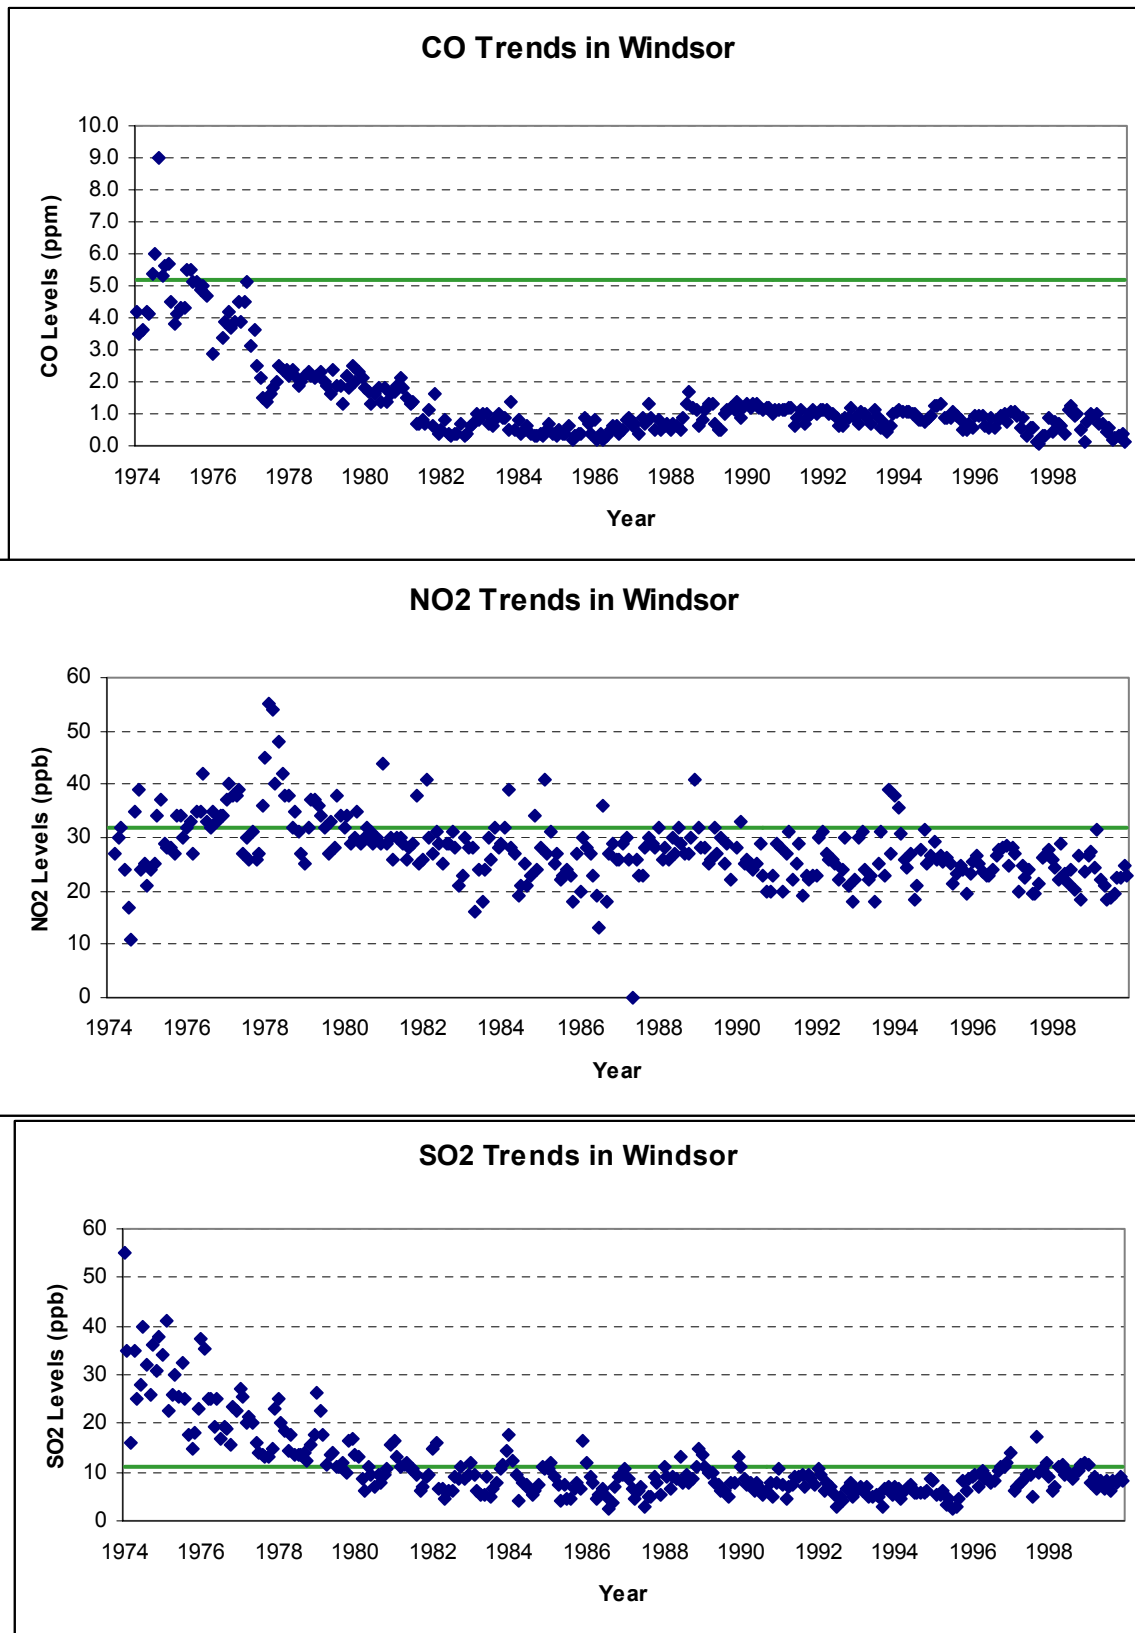 CO Trends in Windsor
10.0
9.0
8.0
7.0
6.0
5.0
4.0
3.0
2.0
1.0
0.0
CO Levels (ppm)
1974 1976 1978 1980 1982 1984 1986 1988 1990 1992 1994 1996 1998
Year
NO2 Trends in Windsor
60
50
40
30
20
10
0
NO2 Levels (ppb)
1974 1976 1978 1980 1982 1984 1986 1988 1990 1992 1994 1996 1998
Year
SO2 Trends in Windsor
60
50
40
30
20
10
0
SO2 Levels (ppb)
1974 1976 1978 1980 1982 1984 1986 1988 1990 1992 1994 1996 1998
Year